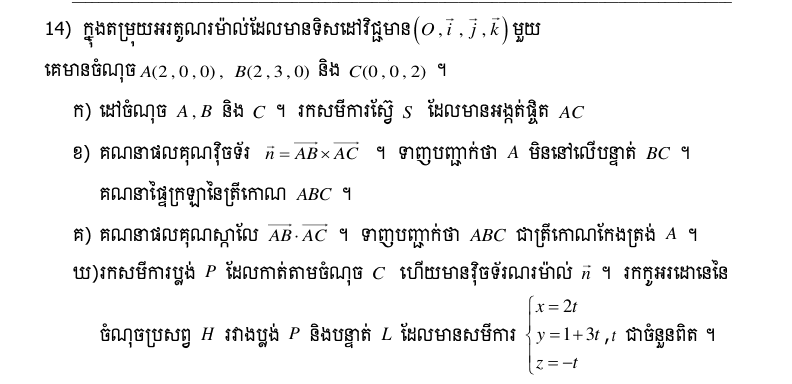 14) ក្នុងតម្រុយអរតូណរម៉ាល់ដែលមានទិសដៅវិជ្ជមាន (O, i⃗, j⃗, k⃗) មួយ
គេមានចំណុច A(2,0,0), B(2,3,0) និង C(0,0,2) ។
ក) ដៅចំណុច A, B និង C ។ រកសមីការស្វ៊ែ S ដែលមានអង្កត់ផ្ចិត AC
ខ) គណនាផលគុណវ៉ិចទ័រ n⃗ = AB⃗ × AC⃗ ។ ទាញបញ្ជាក់ថា A មិននៅលើបន្ទាត់ BC ។
គណនាផ្ទៃក្រឡានៃត្រីកោណ ABC ។
គ) គណនាផលគុណស្កាលែ AB⃗ · AC⃗ ។ ទាញបញ្ជាក់ថា ABC ជាត្រីកោណកែងត្រង់ A ។
ឃ)រកសមីការប្លង់ P ដែលកាត់តាមចំណុច C ហើយមានវ៉ិចទ័រណរម៉ាល់ n⃗ ។ រកកូអរដោនេនៃ
ចំណុចប្រសព្វ H រវាងប្លង់ P និងបន្ទាត់ L ដែលមានសមីការ { x = 2t
y = 1+3t , t ជាចំនួនពិត ។
z = −t